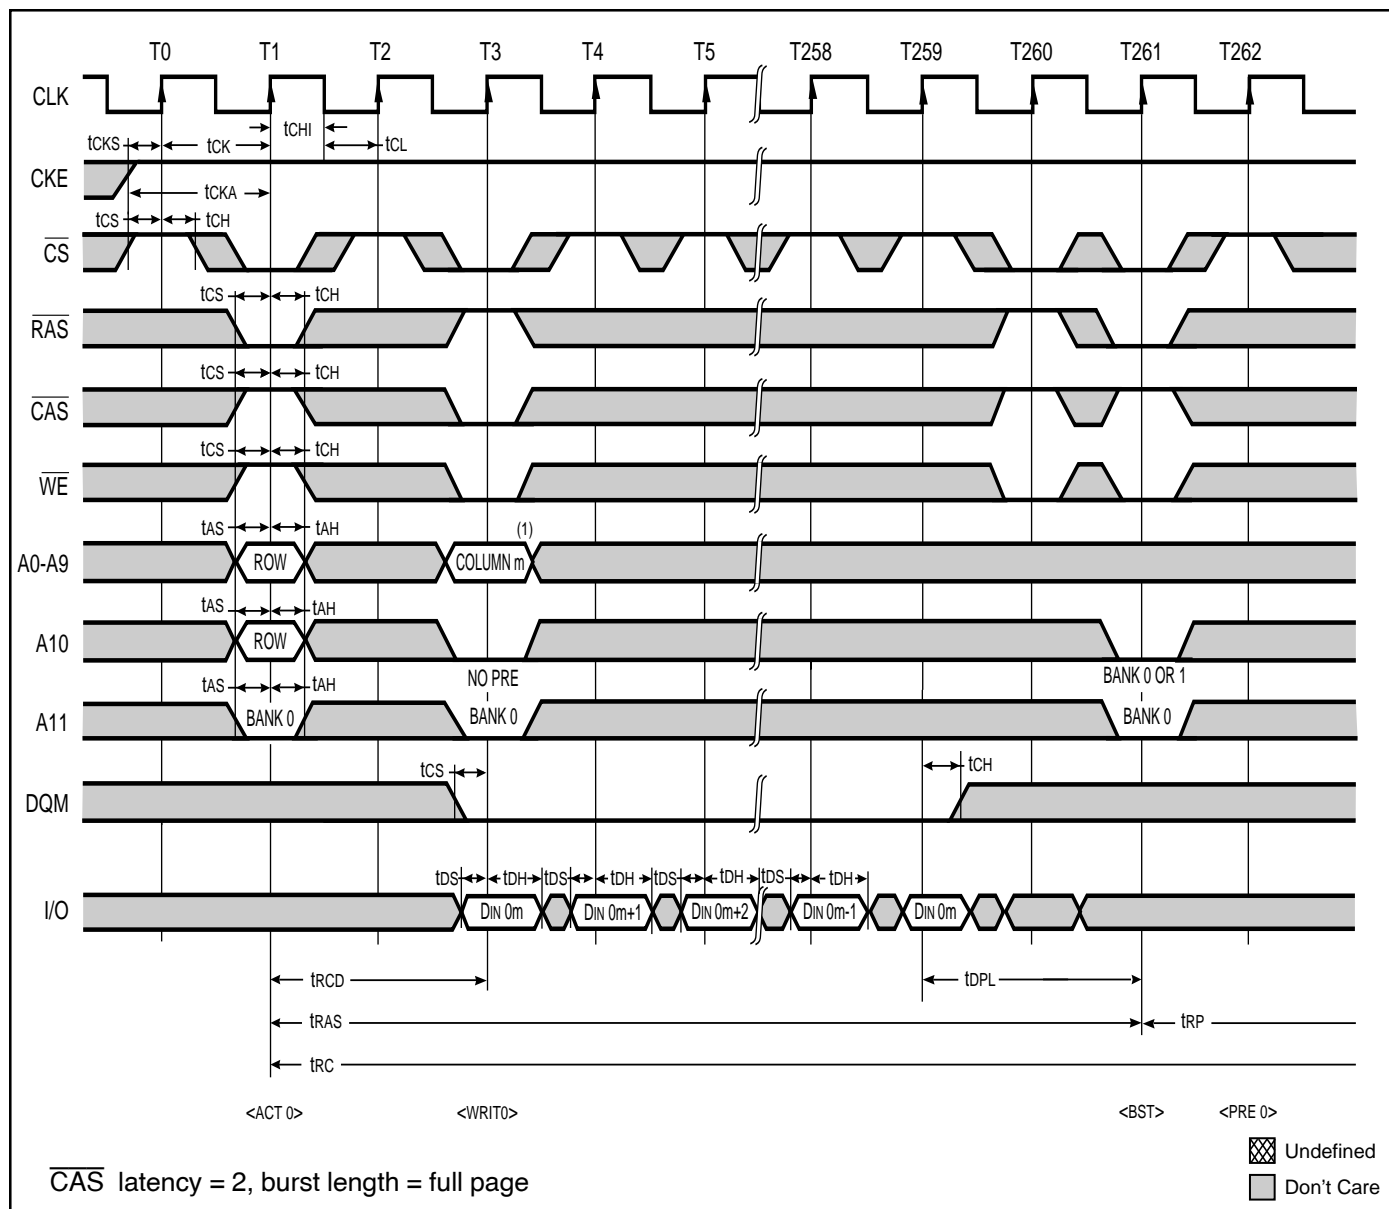 T0 T1 T2 T3 T4 T5 T258 T259 T260 T261 T262
CLK
tCHI
tCKS tCK tCL
CKE
tCKA
tCS tCH
CS
tCS tCH
RAS
tCS tCH
CAS
tCS tCH
WE
tAS tAH (1)
A0-A9 ROW COLUMN m
tAS tAH
A10 ROW
NO PRE BANK 0 OR 1
tAS tAH
A11 BANK 0 BANK 0 BANK 0
tCS tCH
DQM
tDS tDH tDS tDH tDS tDH tDS tDH
I/O DIN 0m DIN 0m+1 DIN 0m+2 DIN 0m-1 DIN 0m
tRCD tDPL
tRAS tRP
tRC
<ACT 0> <WRIT0> <BST> <PRE 0>
Undefined
CAS latency = 2, burst length = full page
Don't Care